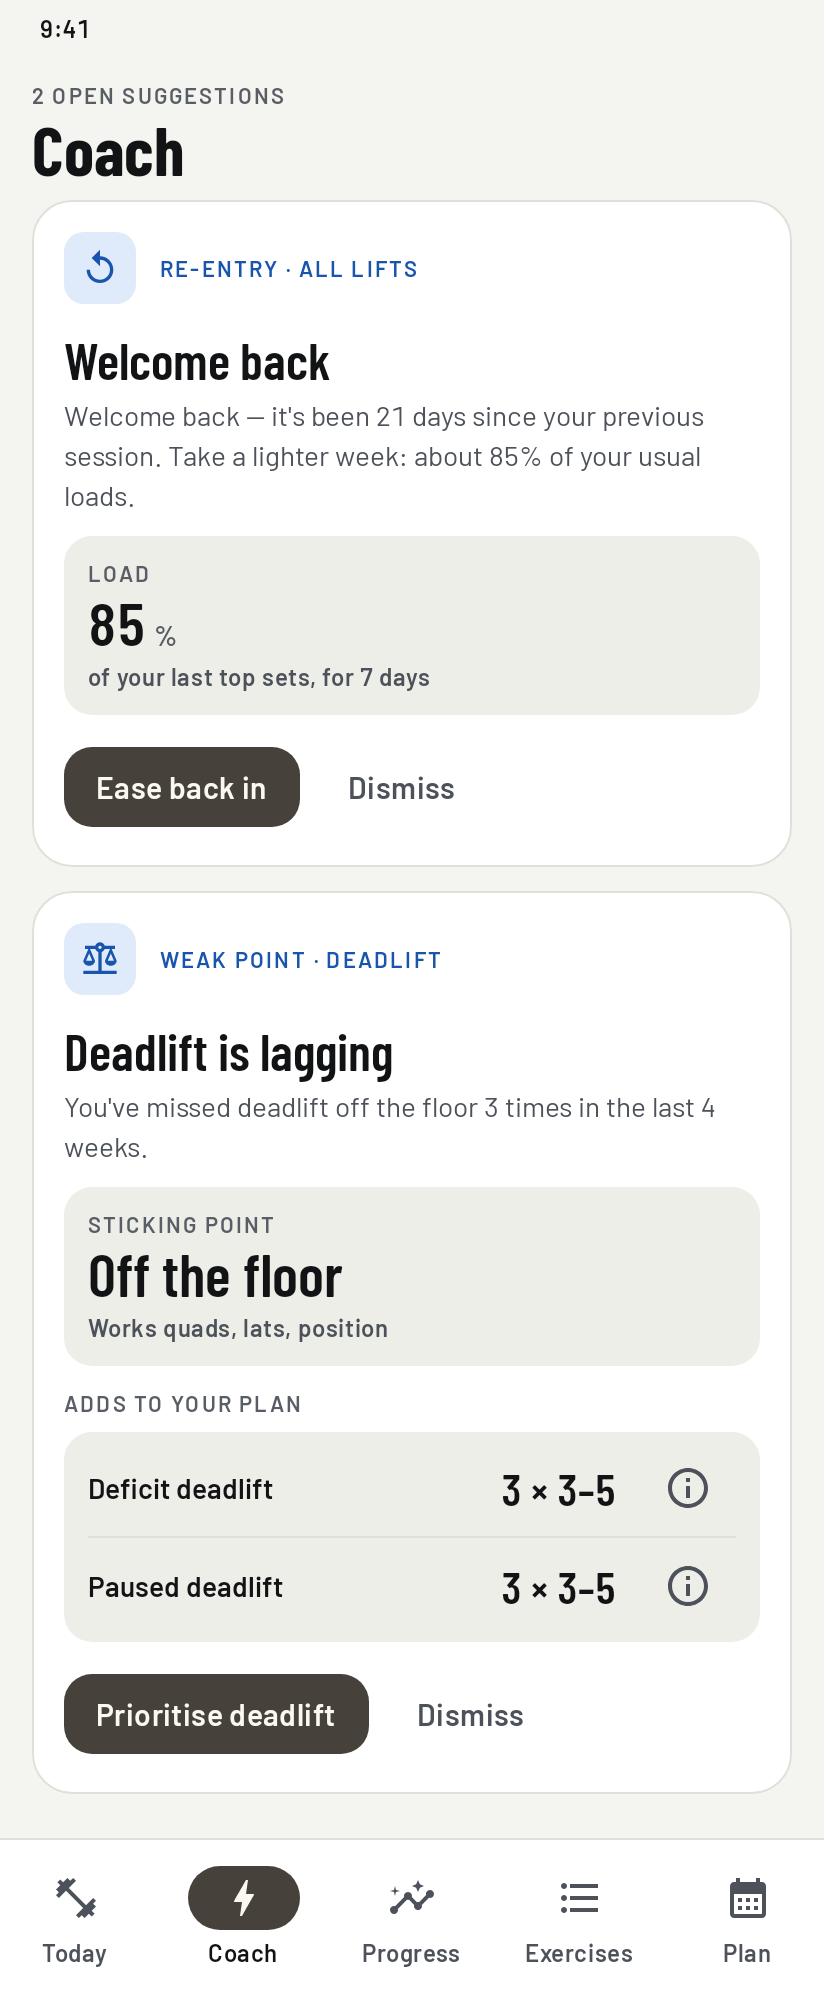 9:41
2 OPEN SUGGESTIONS
Coach
RE-ENTRY · ALL LIFTS
Welcome back
Welcome back — it's been 21 days since your previous
session. Take a lighter week: about 85% of your usual
loads.
LOAD
85 %
of your last top sets, for 7 days
Ease back in
Dismiss
WEAK POINT · DEADLIFT
Deadlift is lagging
You've missed deadlift off the floor 3 times in the last 4
weeks.
STICKING POINT
Off the floor
Works quads, lats, position
ADDS TO YOUR PLAN
Deficit deadlift 3 × 3–5
Paused deadlift 3 × 3–5
Prioritise deadlift
Dismiss
Today Coach Progress Exercises Plan